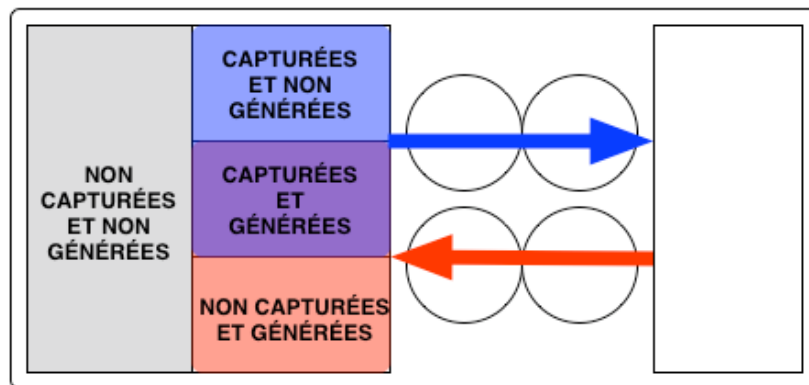 NON
CAPTURÉES
ET NON
GÉNÉRÉES
CAPTURÉES
ET NON
GÉNÉRÉES
CAPTURÉES
ET
GÉNÉRÉES
NON CAPTURÉES
ET GÉNÉRÉES